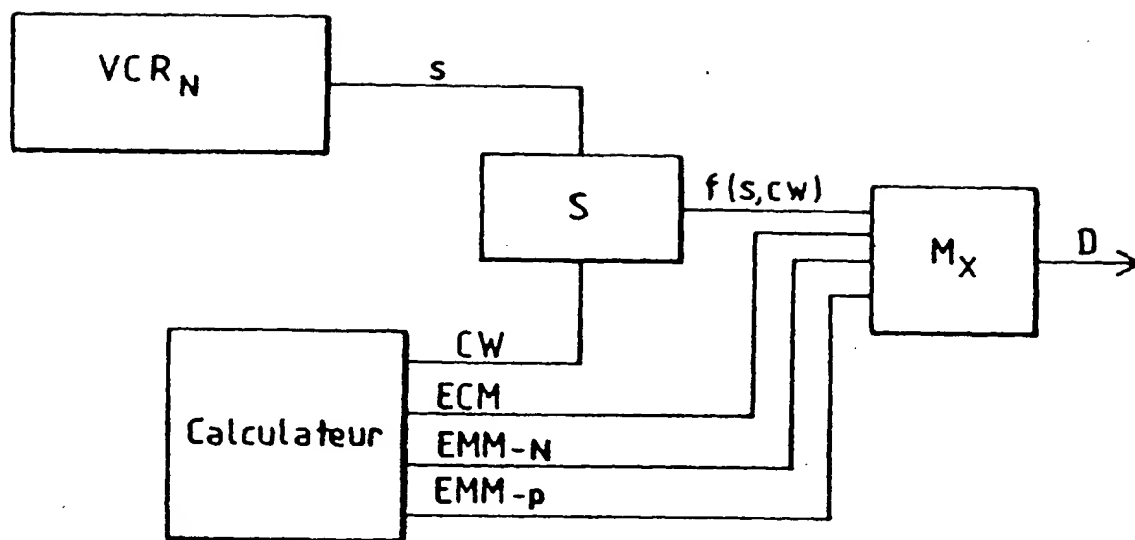 VCR_N
s
S
f(s,cw)
M_X
D
CW
ECM
Calculateur
EMM-N
EMM-p